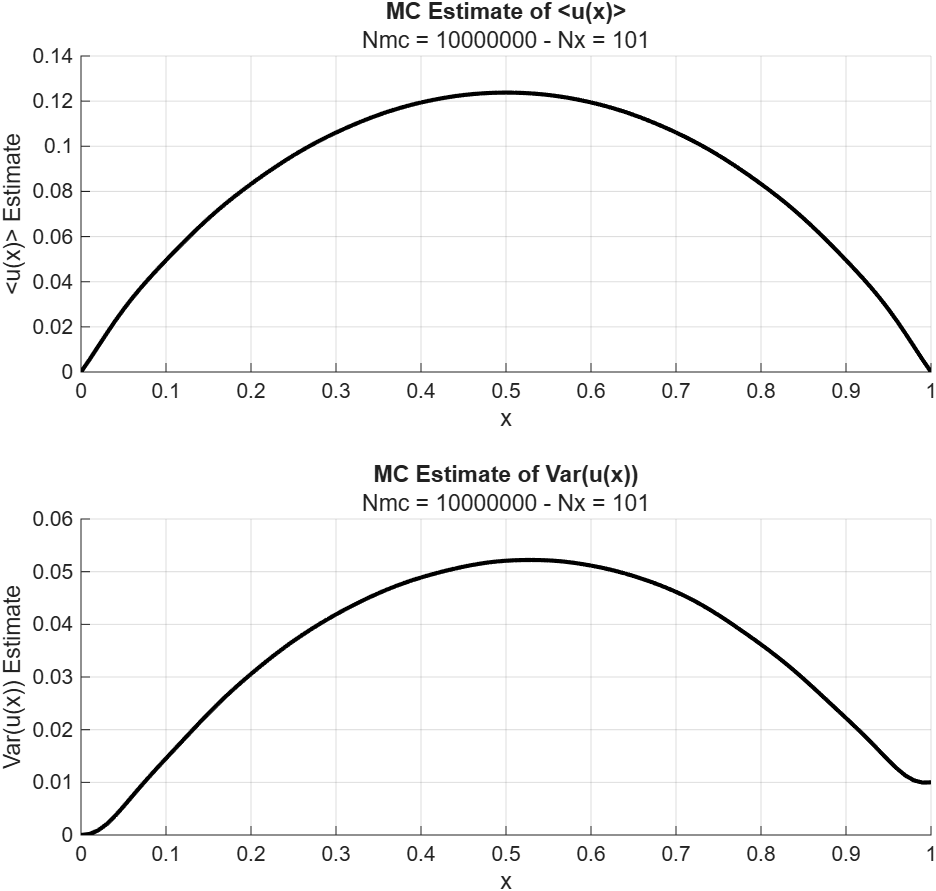 MC Estimate of <u(x)>
Nmc = 10000000 - Nx = 101
<u(x)> Estimate
0.14
0.12
0.1
0.08
0.06
0.04
0.02
0
0 0.1 0.2 0.3 0.4 0.5 0.6 0.7 0.8 0.9 1
x
MC Estimate of Var(u(x))
Nmc = 10000000 - Nx = 101
Var(u(x)) Estimate
0.06
0.05
0.04
0.03
0.02
0.01
0
0 0.1 0.2 0.3 0.4 0.5 0.6 0.7 0.8 0.9 1
x